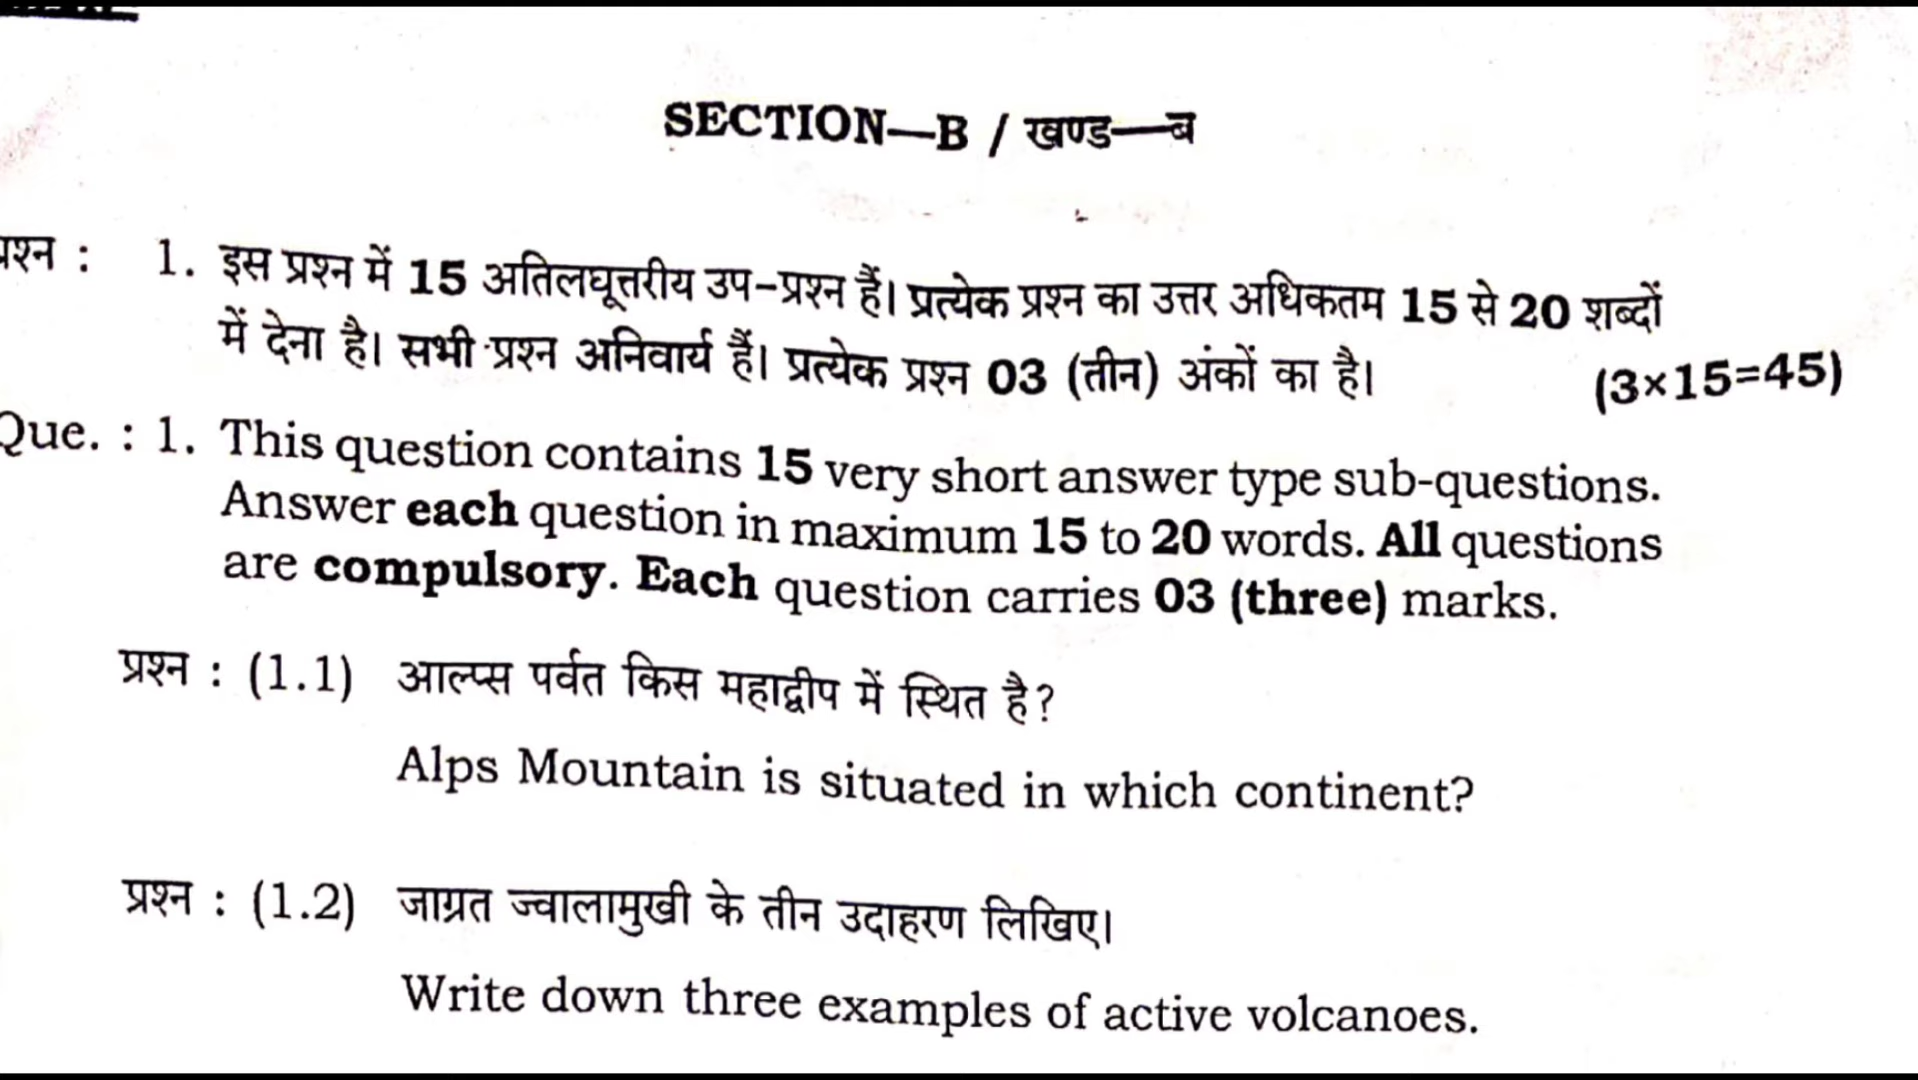 SECTION—B / खण्ड—ब
प्रश्न : 1. इस प्रश्न में 15 अतिलघूत्तरीय उप-प्रश्न हैं। प्रत्येक प्रश्न का उत्तर अधिकतम 15 से 20 शब्दों
में देना है। सभी प्रश्न अनिवार्य हैं। प्रत्येक प्रश्न 03 (तीन) अंकों का है। (3×15=45)
Que. : 1. This question contains 15 very short answer type sub-questions.
Answer each question in maximum 15 to 20 words. All questions
are compulsory. Each question carries 03 (three) marks.
प्रश्न : (1.1) आल्प्स पर्वत किस महाद्वीप में स्थित है?
Alps Mountain is situated in which continent?
प्रश्न : (1.2) जाग्रत ज्वालामुखी के तीन उदाहरण लिखिए।
Write down three examples of active volcanoes.